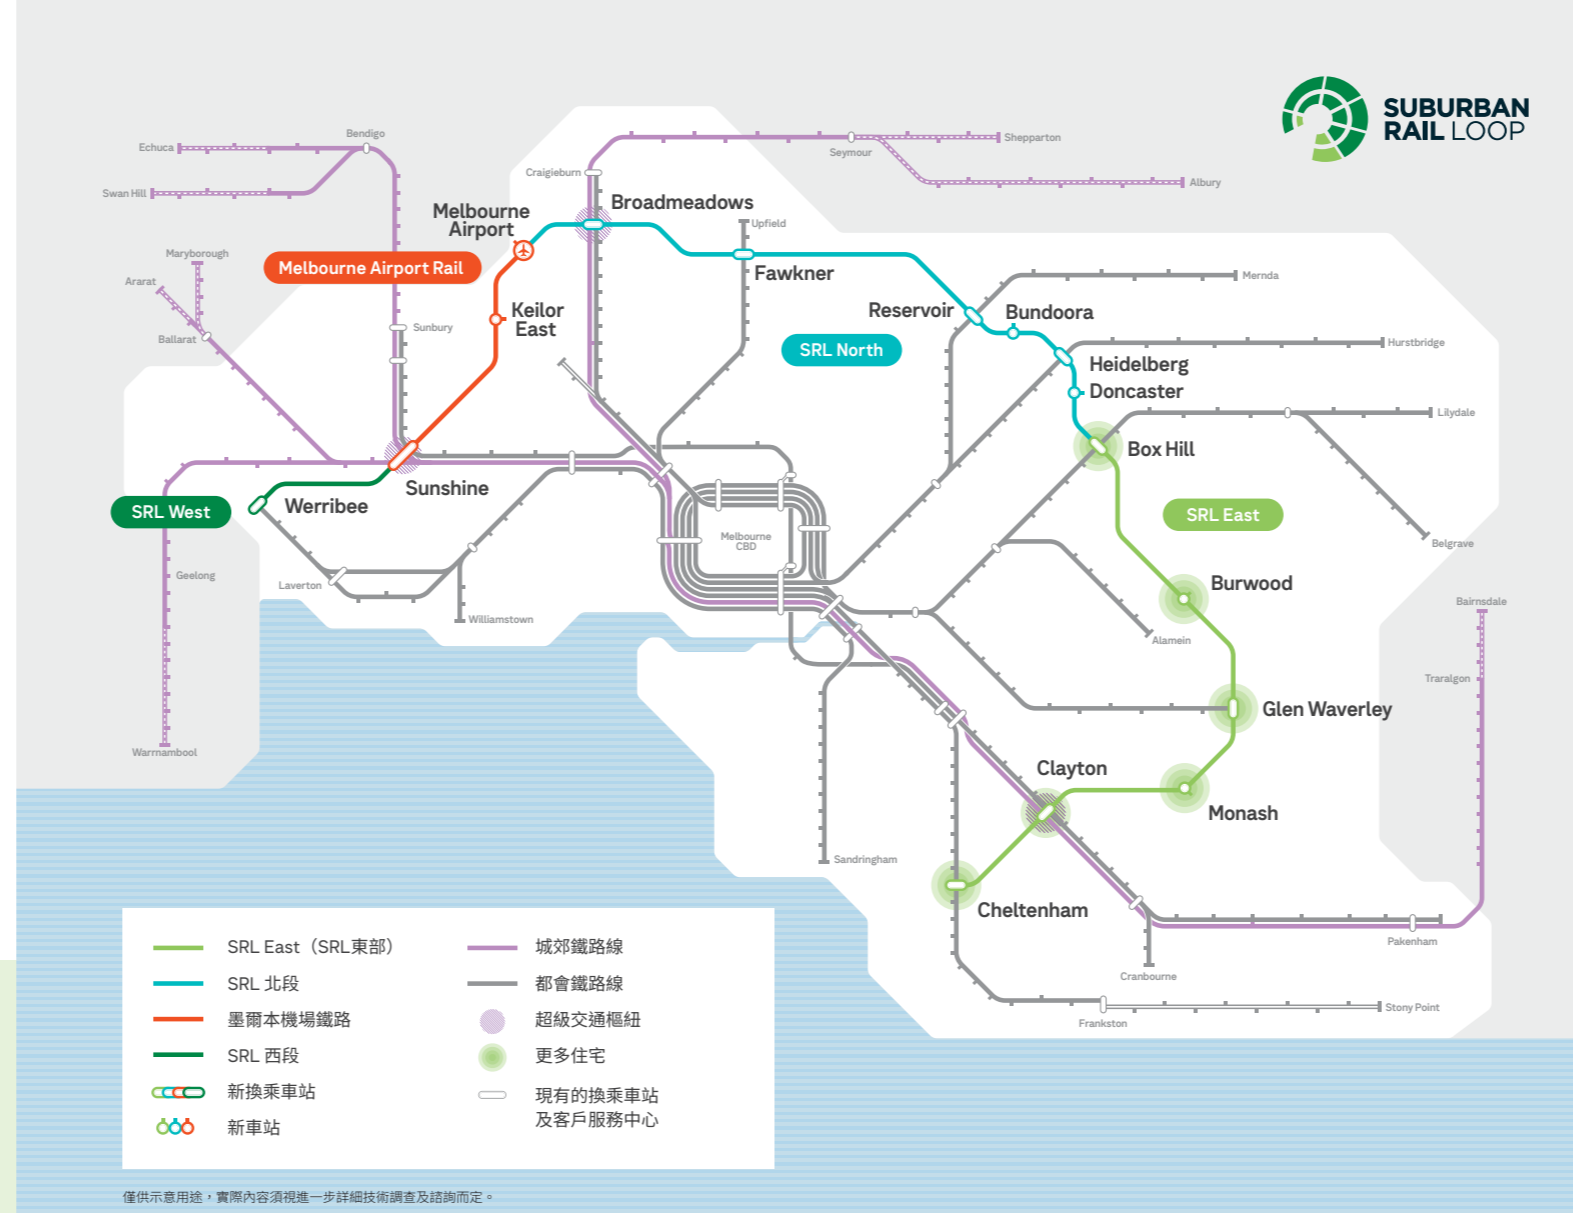 SUBURBAN
RAIL LOOP
Echuca
Bendigo
Swan Hill
Craigieburn
Seymour
Shepparton
Albury
Melbourne
Airport
Broadmeadows
Upfield
Maryborough
Ararat
Ballarat
Melbourne Airport Rail
Fawkner
Mernda
Keilor
East
Sunbury
Reservoir
Bundoora
SRL North
Hurstbridge
Heidelberg
Doncaster
Lilydale
Box Hill
Sunshine
SRL West
Werribee
SRL East
Melbourne
CBD
Belgrave
Geelong
Laverton
Burwood
Bairnsdale
Williamstown
Alamein
Traralgon
Glen Waverley
Warrnambool
Clayton
Monash
Sandringham
Cheltenham
Pakenham
Cranbourne
Stony Point
Frankston
SRL East（SRL東部）
SRL 北段
墨爾本機場鐵路
SRL 西段
新換乘車站
新車站
城郊鐵路線
都會鐵路線
超級交通樞紐
更多住宅
現有的換乘車站
及客戶服務中心
僅供示意用途，實際內容須視進一步詳細技術調查及諮詢而定。